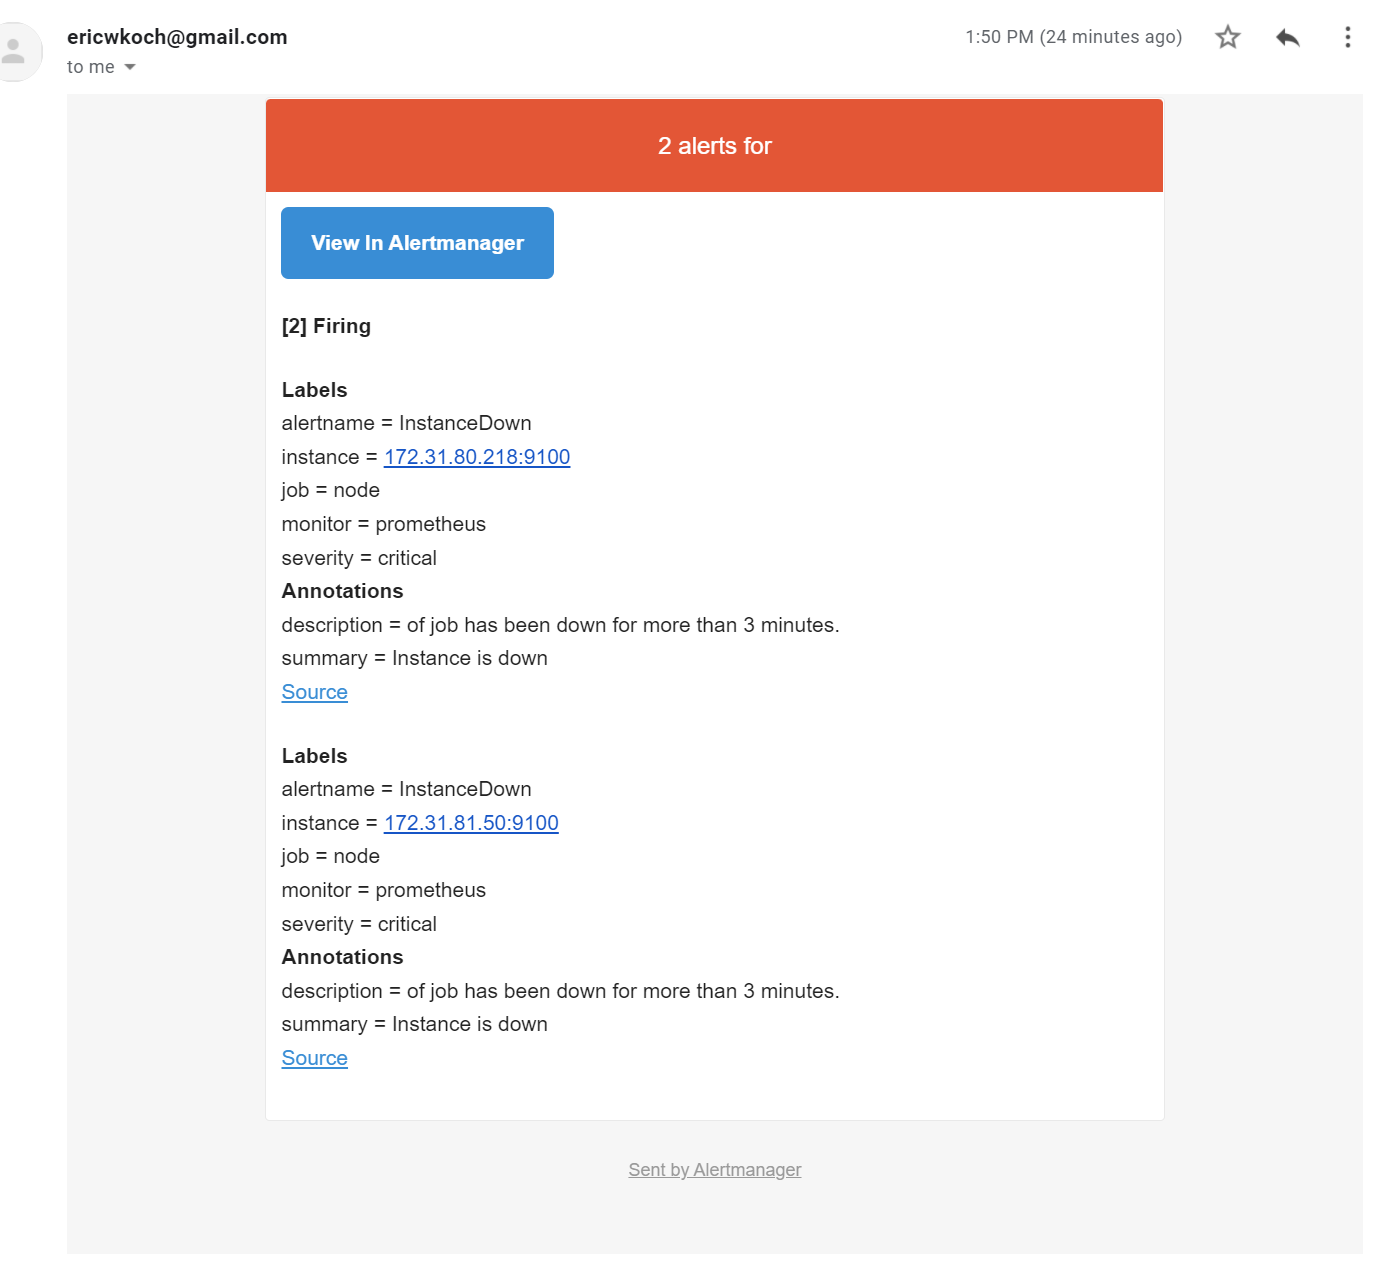 ericwkoch@gmail.com
1:50 PM (24 minutes ago)
to me
2 alerts for
View In Alertmanager
[2] Firing
Labels
alertname = InstanceDown
instance = 172.31.80.218:9100
job = node
monitor = prometheus
severity = critical
Annotations
description = of job has been down for more than 3 minutes.
summary = Instance is down
Source
Labels
alertname = InstanceDown
instance = 172.31.81.50:9100
job = node
monitor = prometheus
severity = critical
Annotations
description = of job has been down for more than 3 minutes.
summary = Instance is down
Source
Sent by Alertmanager